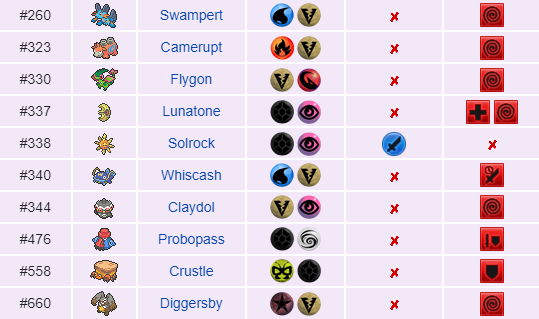 #260 Swampert ✘
#323 Camerupt ✘
#330 Flygon ✘
#337 Lunatone ✘
#338 Solrock ✘
#340 Whiscash ✘
#344 Claydol ✘
#476 Probopass ✘
#558 Crustle ✘
#660 Diggersby ✘